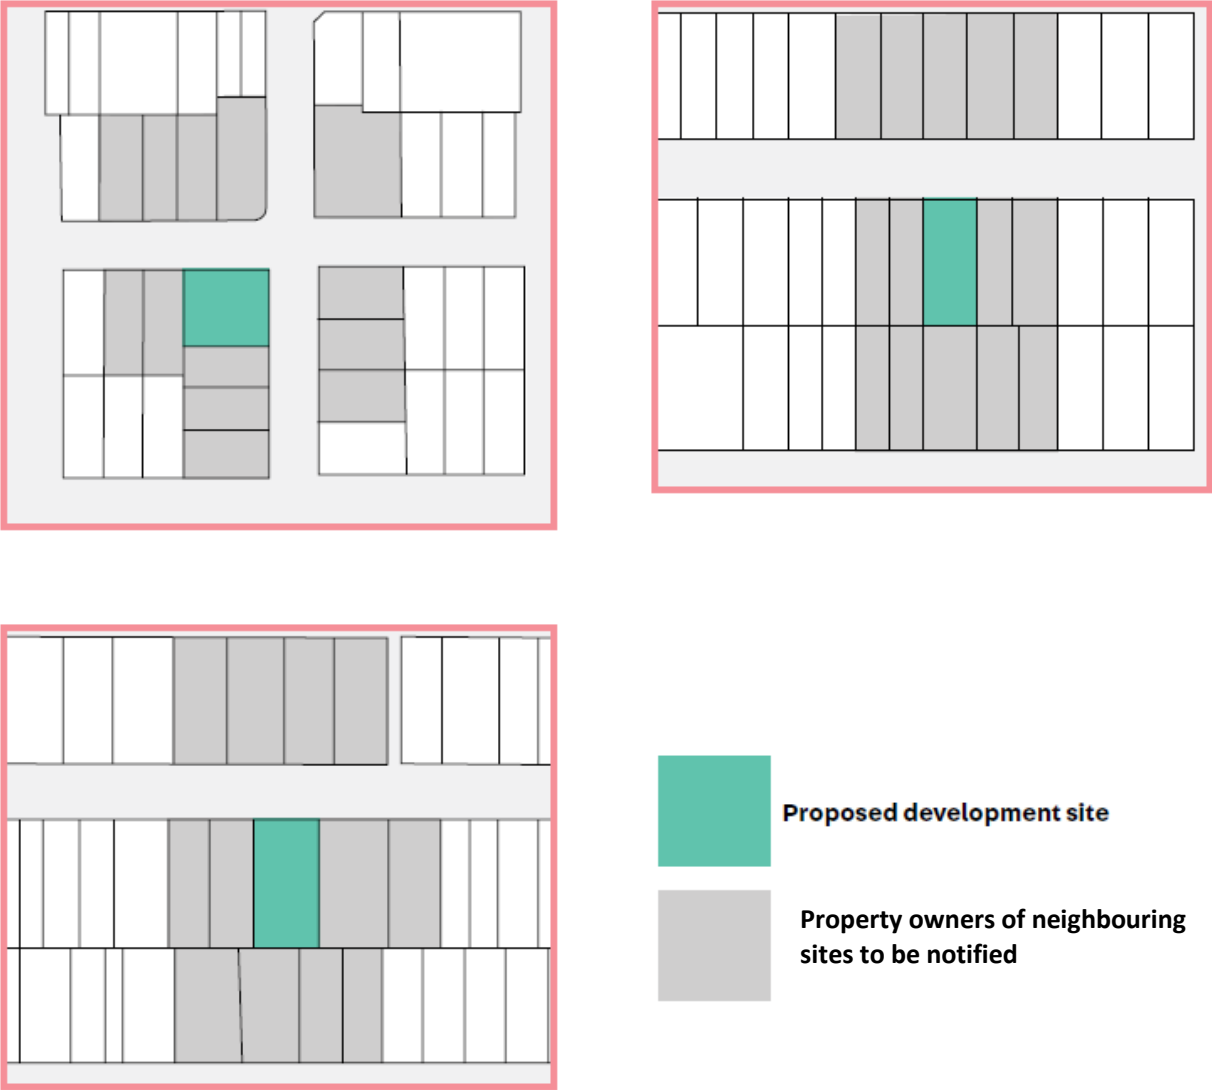 Proposed development site
Property owners of neighbouring
sites to be notified